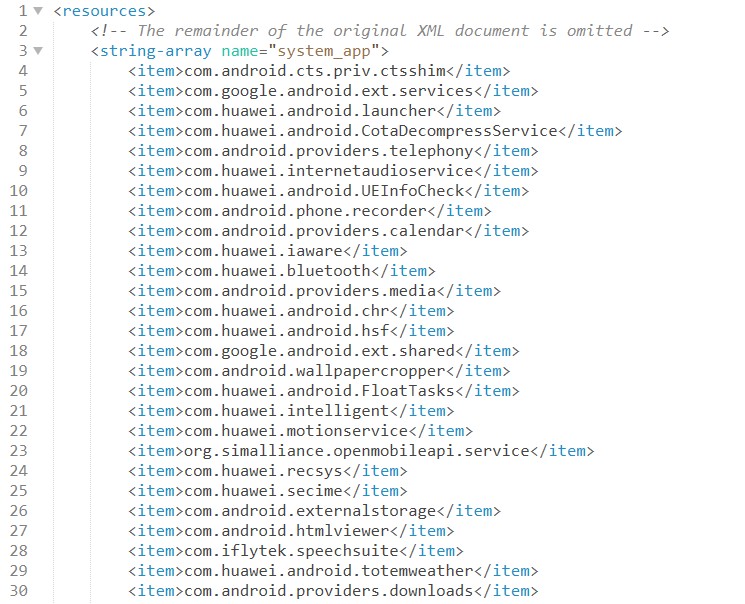 1 <resources>
2 <!-- The remainder of the original XML document is omitted -->
3 <string-array name="system_app">
4 <item>com.android.cts.priv.ctsshim</item>
5 <item>com.google.android.ext.services</item>
6 <item>com.huawei.android.launcher</item>
7 <item>com.huawei.android.CotaDecompressService</item>
8 <item>com.android.providers.telephony</item>
9 <item>com.huawei.internetaudioservice</item>
10 <item>com.huawei.android.UEInfoCheck</item>
11 <item>com.android.phone.recorder</item>
12 <item>com.android.providers.calendar</item>
13 <item>com.huawei.iaware</item>
14 <item>com.huawei.bluetooth</item>
15 <item>com.android.providers.media</item>
16 <item>com.huawei.android.chr</item>
17 <item>com.huawei.android.hsf</item>
18 <item>com.google.android.ext.shared</item>
19 <item>com.android.wallpapercropper</item>
20 <item>com.huawei.android.FloatTasks</item>
21 <item>com.huawei.intelligent</item>
22 <item>com.huawei.motionservice</item>
23 <item>org.simalliance.openmobileapi.service</item>
24 <item>com.huawei.recsys</item>
25 <item>com.huawei.secime</item>
26 <item>com.android.externalstorage</item>
27 <item>com.android.htmlviewer</item>
28 <item>com.iflytek.speechsuite</item>
29 <item>com.huawei.android.totemweather</item>
30 <item>com.android.providers.downloads</item>